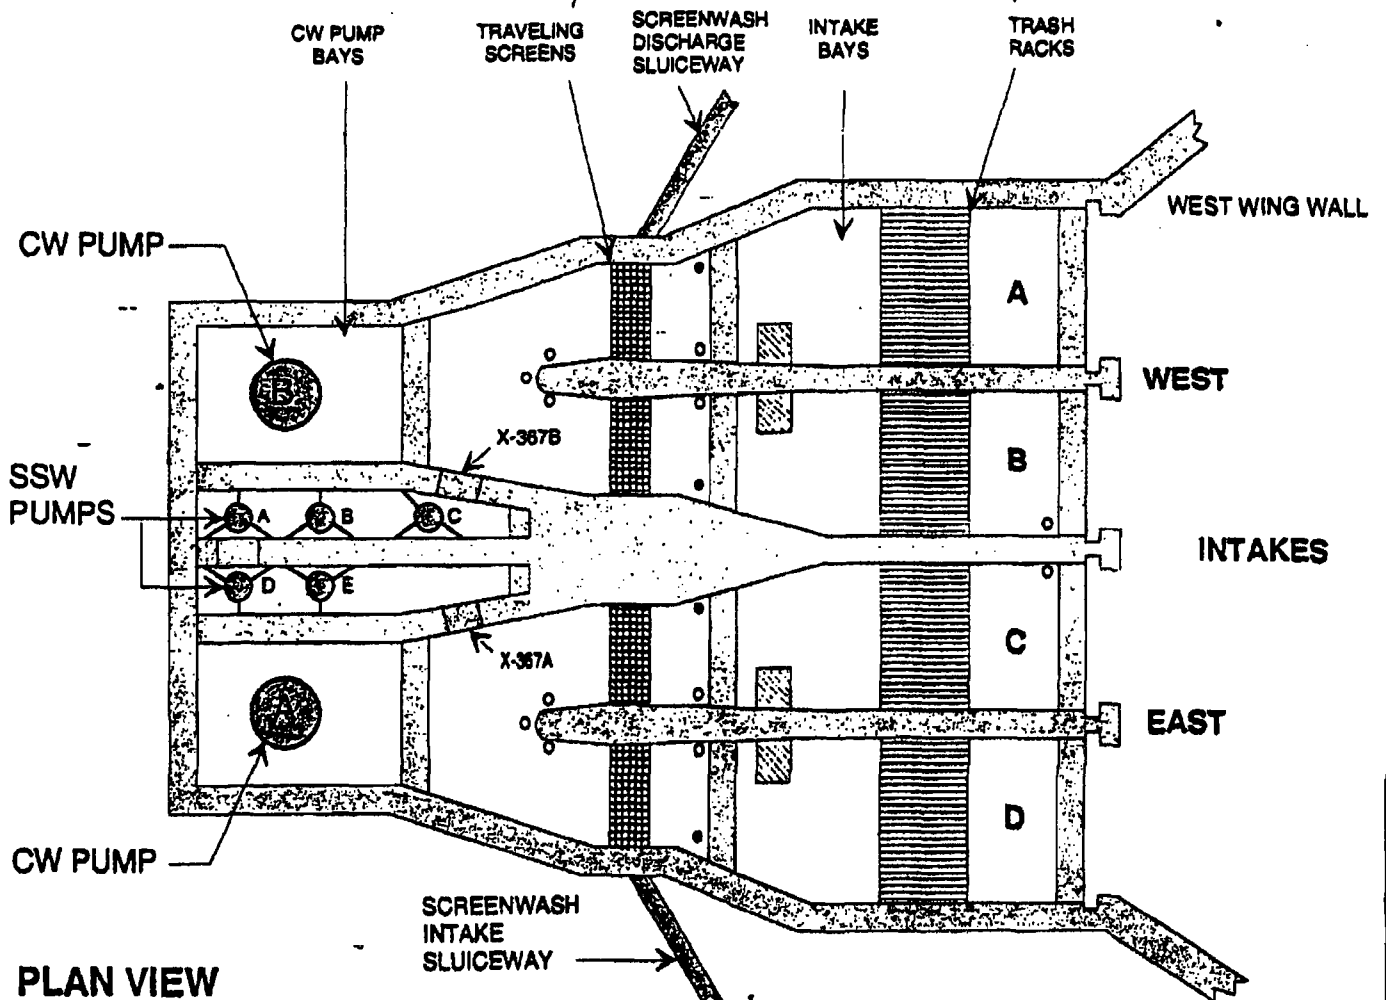 CW PUMP
BAYS
TRAVELING
SCREENS
SCREENWASH
DISCHARGE
SLUICEWAY
INTAKE
BAYS
TRASH
RACKS
WEST WING WALL
CW PUMP
A
B
WEST
X-367B
B
SSW
PUMPS
A
B
C
INTAKES
D
E
C
X-367A
A
EAST
D
CW PUMP
SCREENWASH
INTAKE
SLUICEWAY
PLAN VIEW